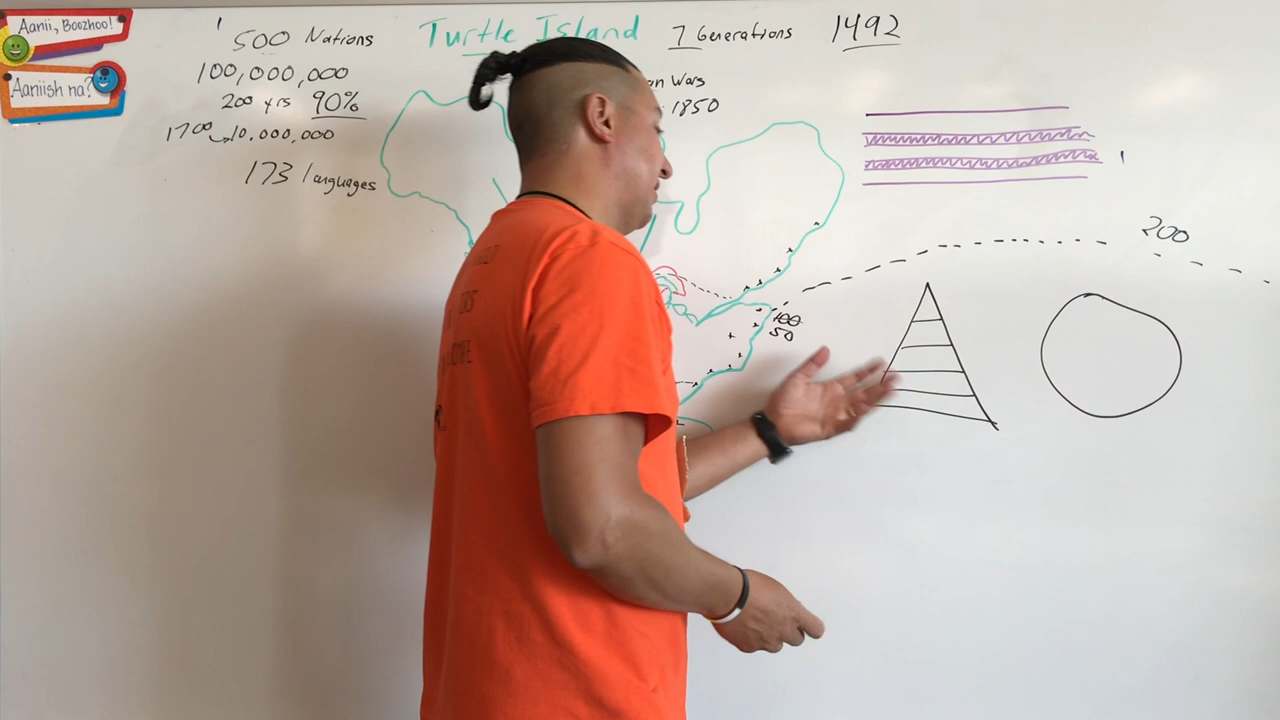 Aanii, Boozhoo!
Aaniish na?
500 Nations
100,000,000
200 yrs 90%
1700 10,000,000
173 languages
Turtle Island
7 Generations
1492
Wars
1850
200
100
50